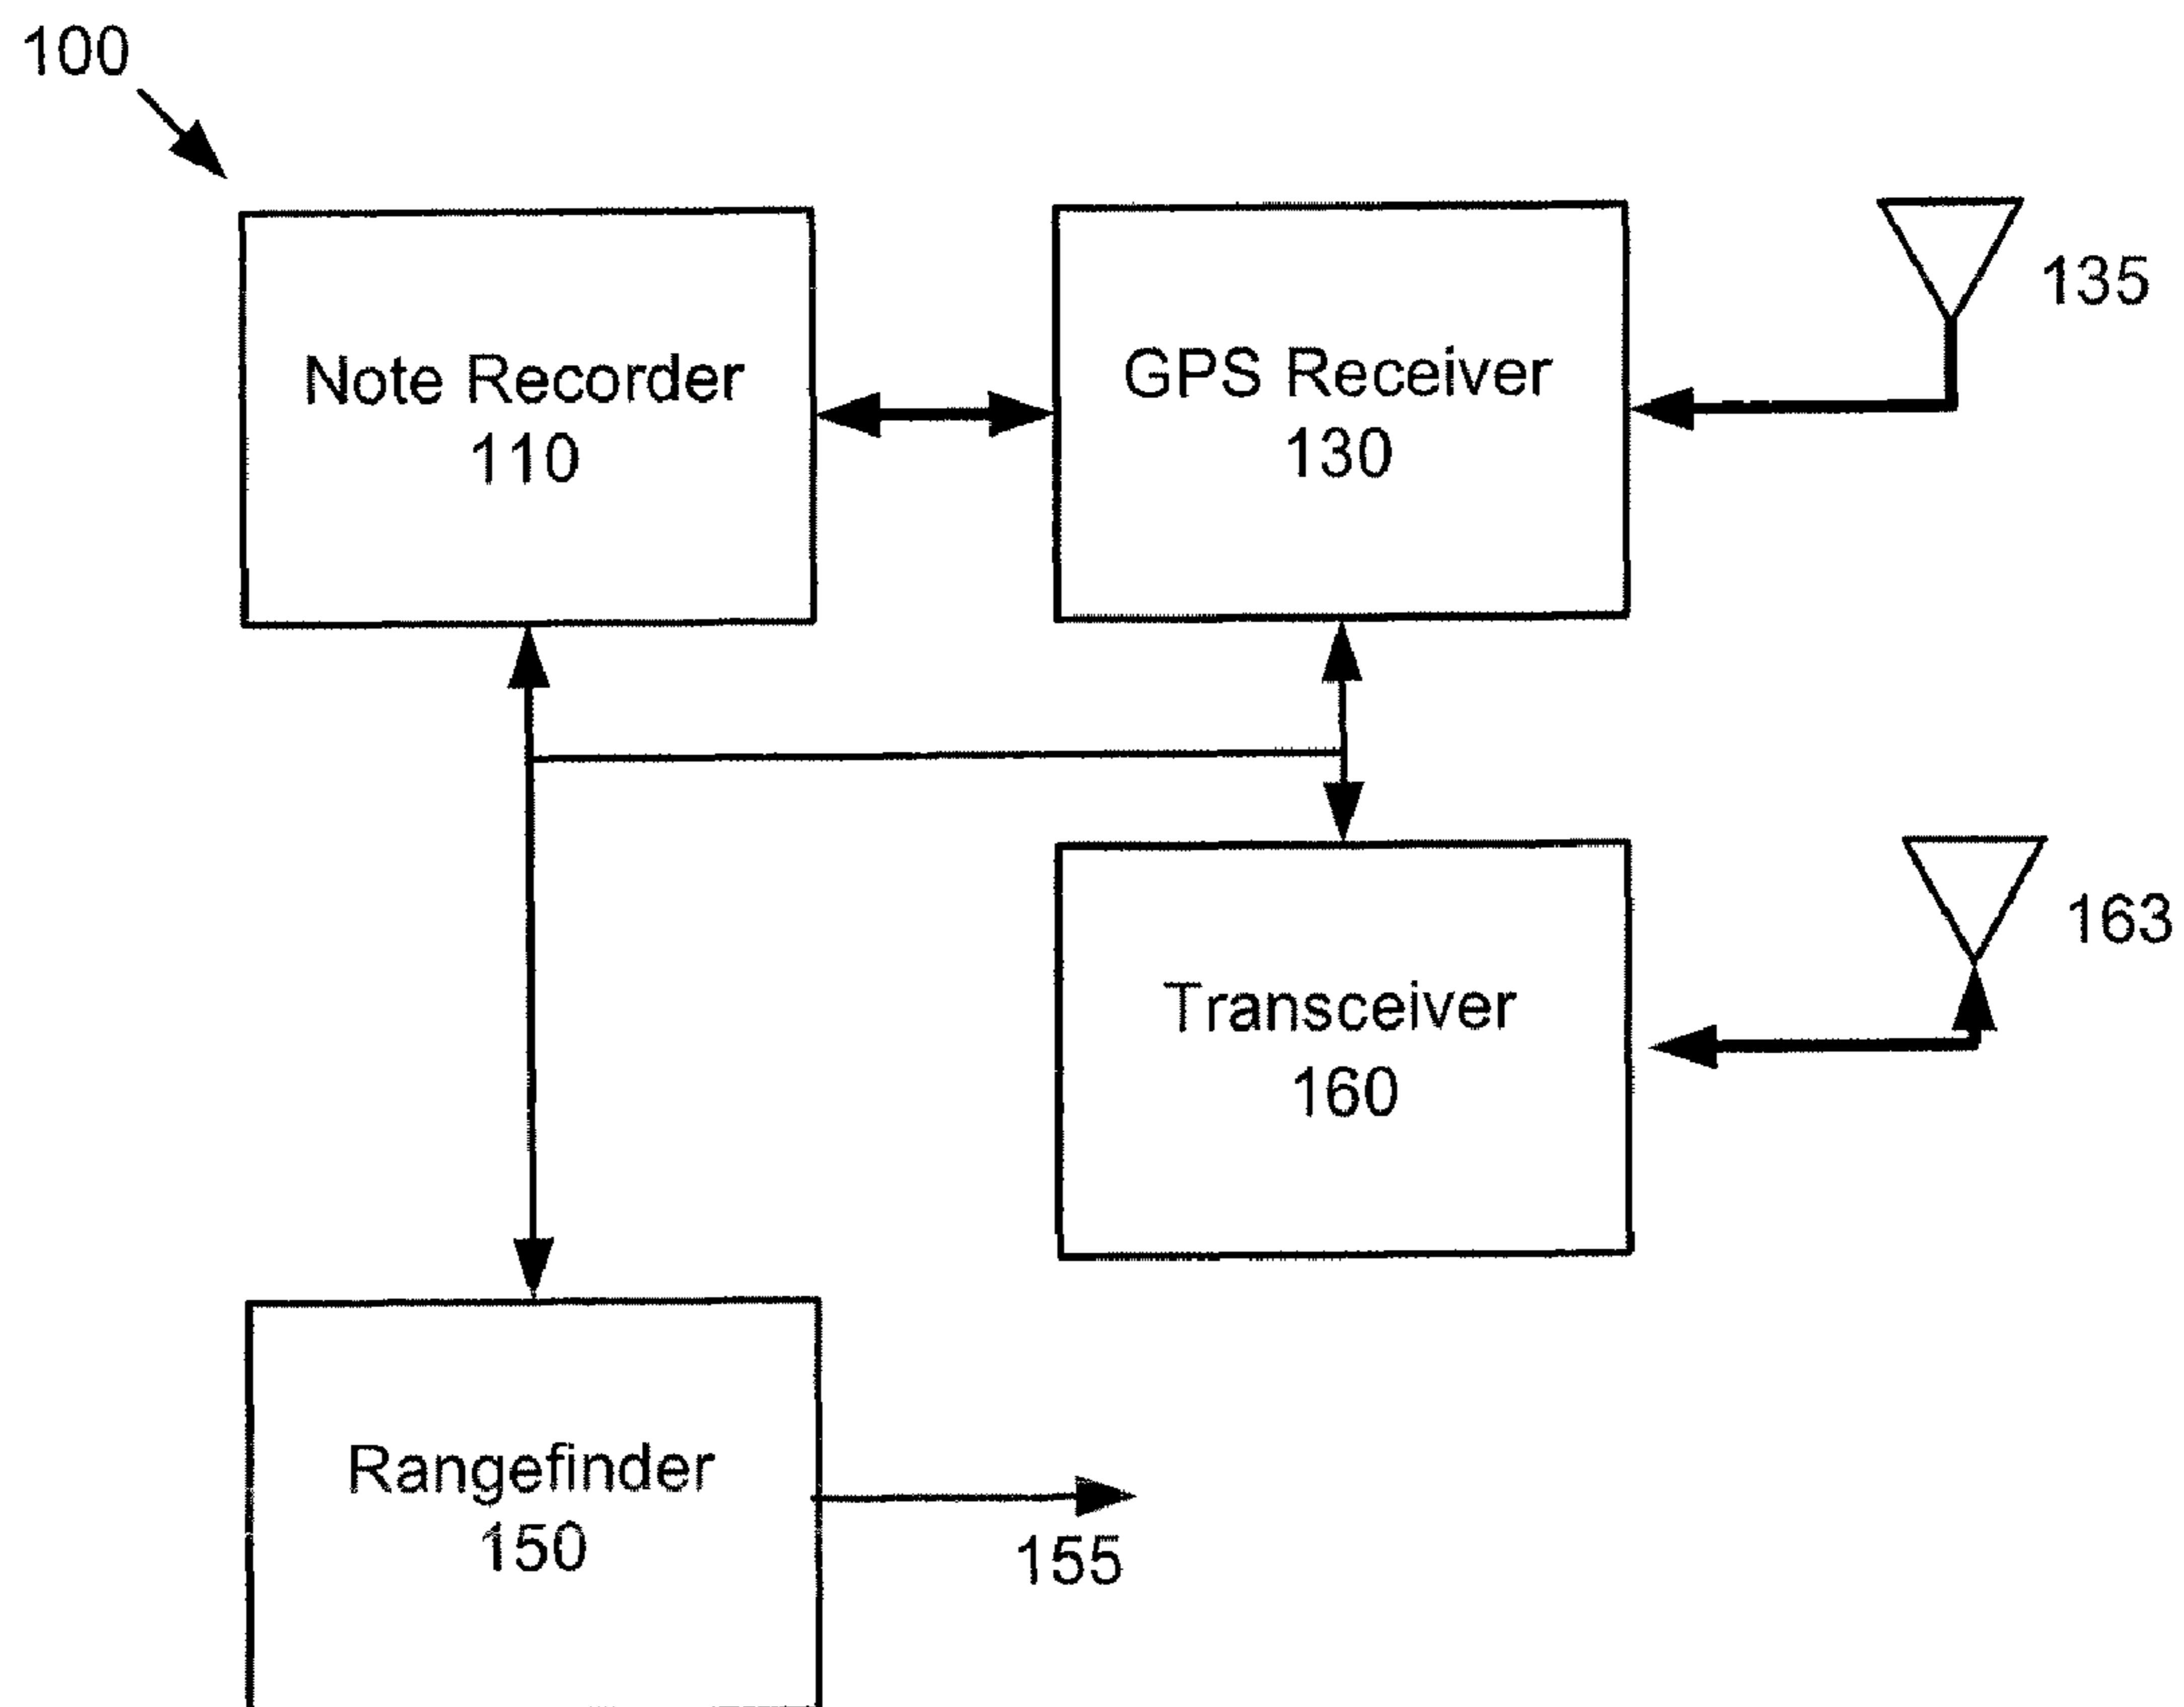 100
Note Recorder
110
GPS Receiver
130
135
Transceiver
160
163
Rangefinder
150
155